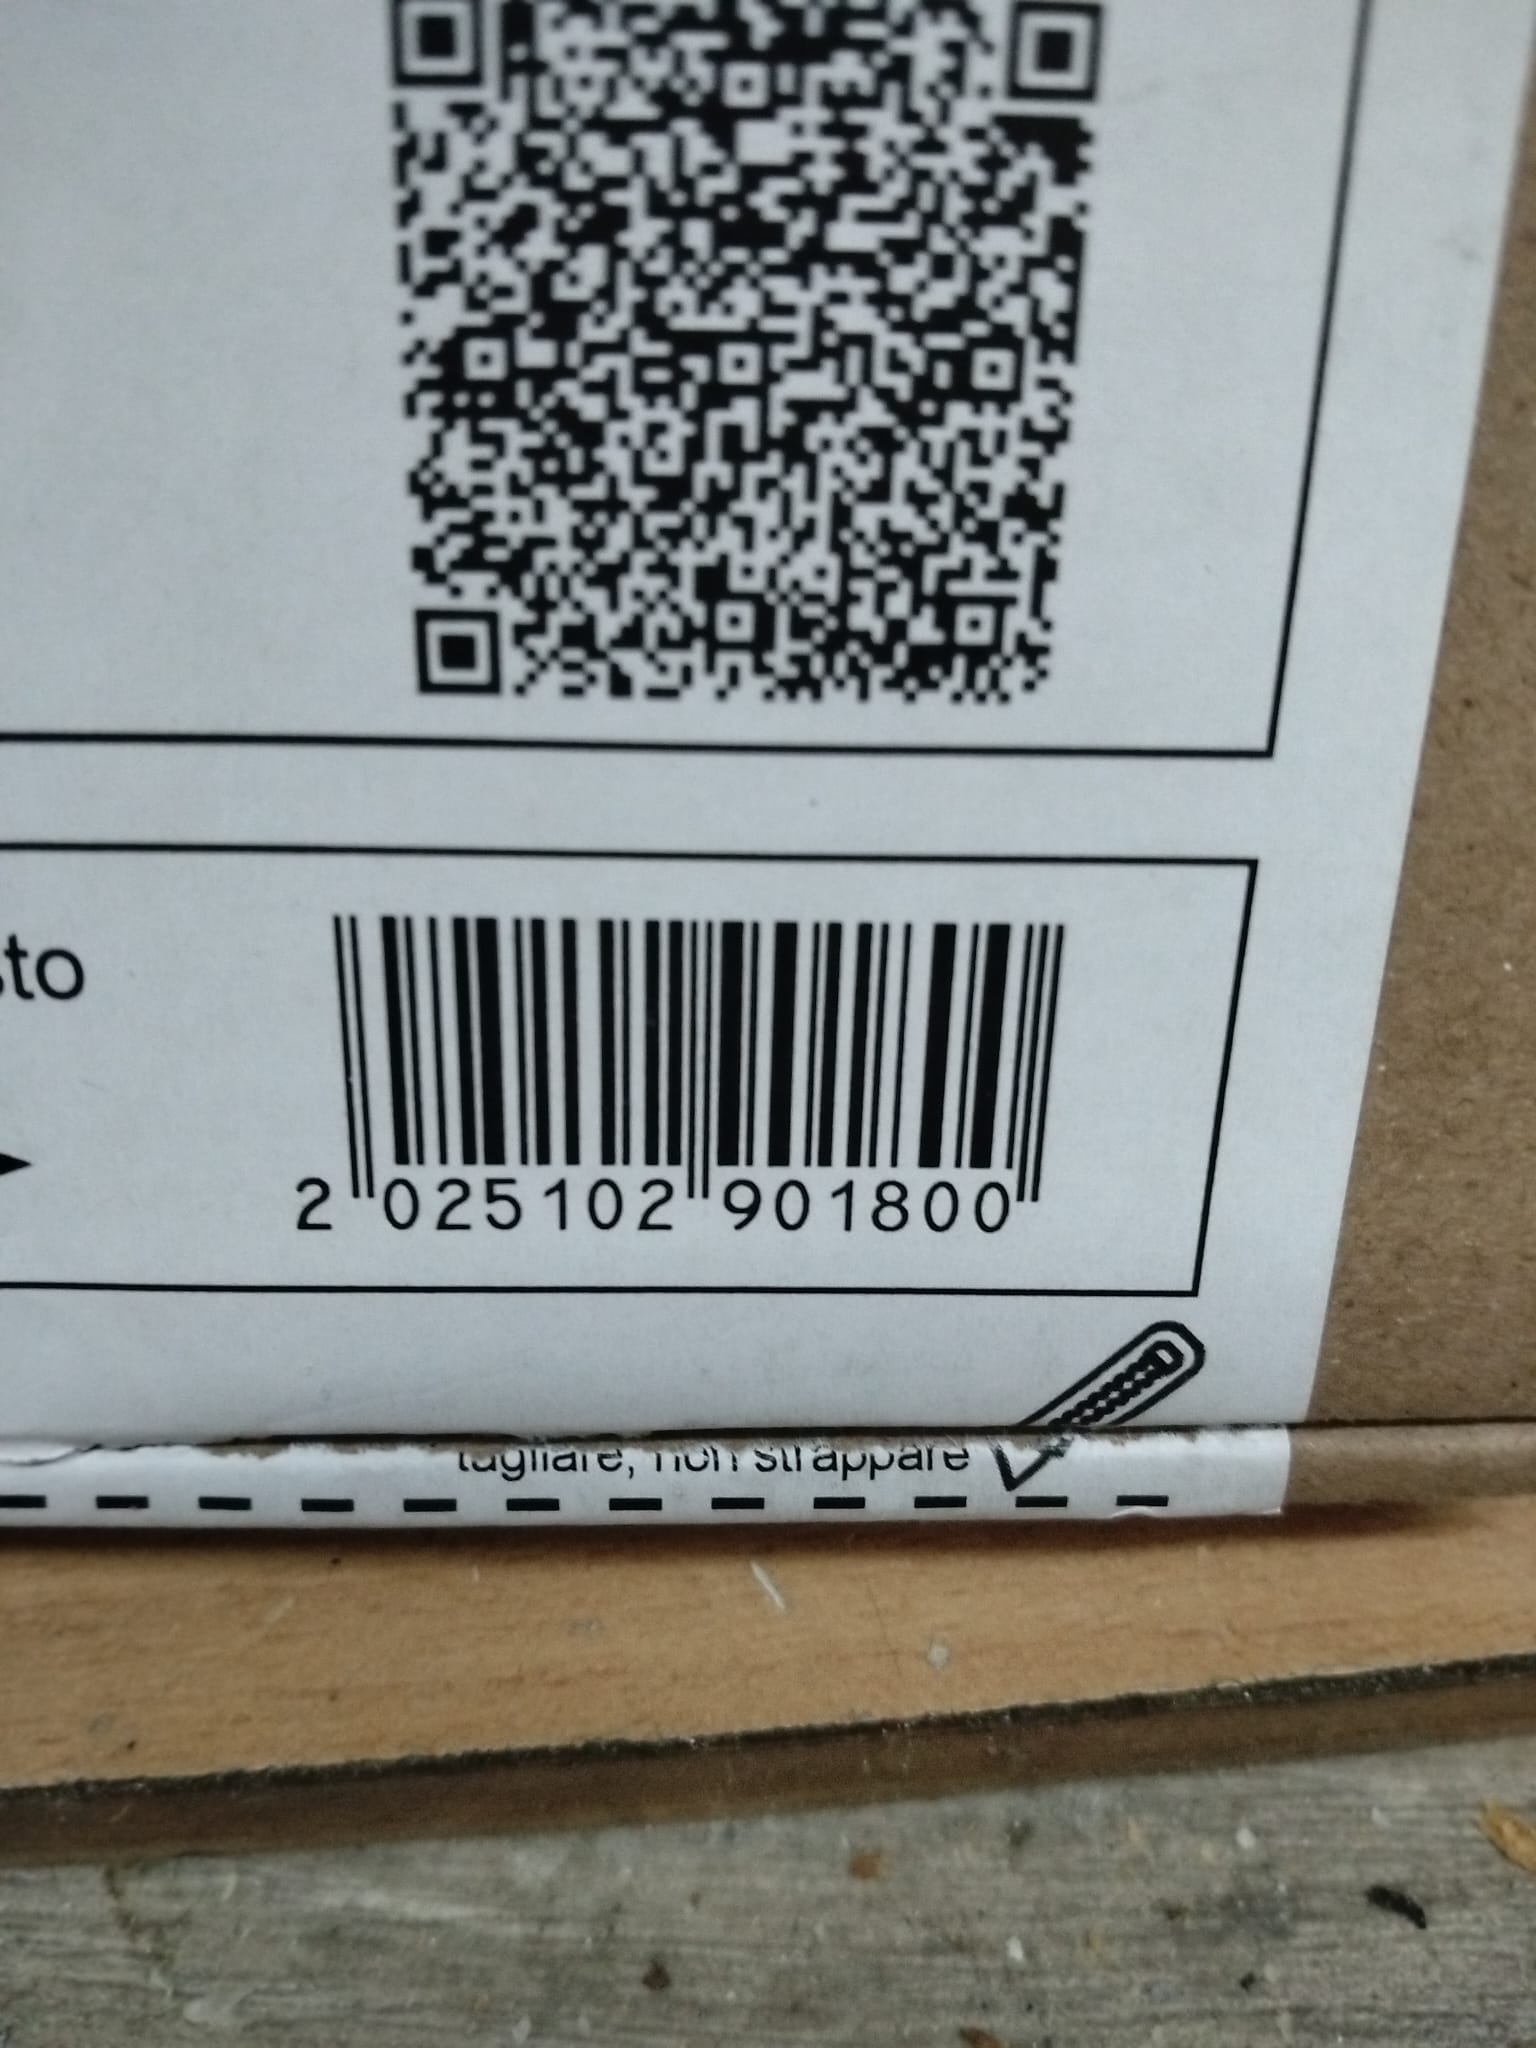 sto
2 025102 901800
tagliare, non strappare